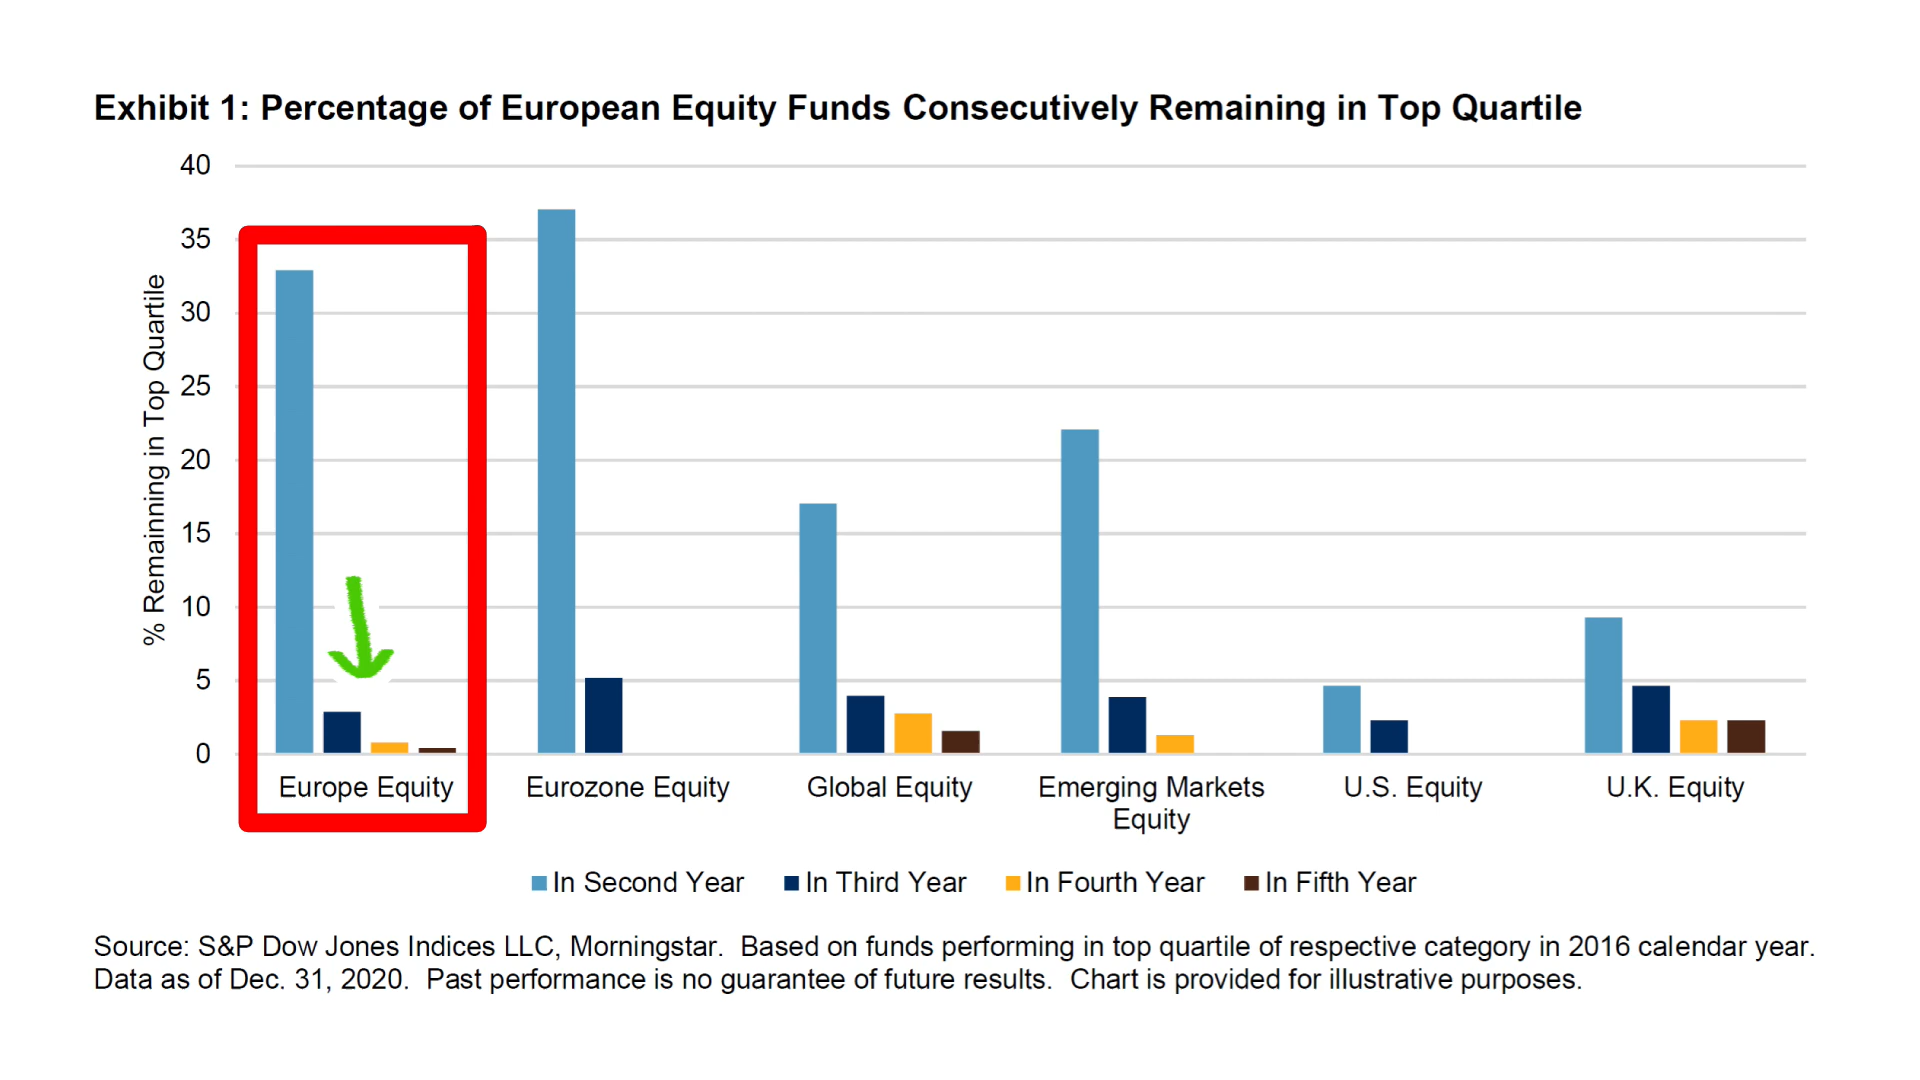 Exhibit 1: Percentage of European Equity Funds Consecutively Remaining in Top Quartile
% Remainning in Top Quartile
40
35
30
25
20
15
10
5
0
Europe Equity
Eurozone Equity
Global Equity
Emerging Markets
Equity
U.S. Equity
U.K. Equity
In Second Year
In Third Year
In Fourth Year
In Fifth Year
Source: S&P Dow Jones Indices LLC, Morningstar.  Based on funds performing in top quartile of respective category in 2016 calendar year.
Data as of Dec. 31, 2020.  Past performance is no guarantee of future results.  Chart is provided for illustrative purposes.